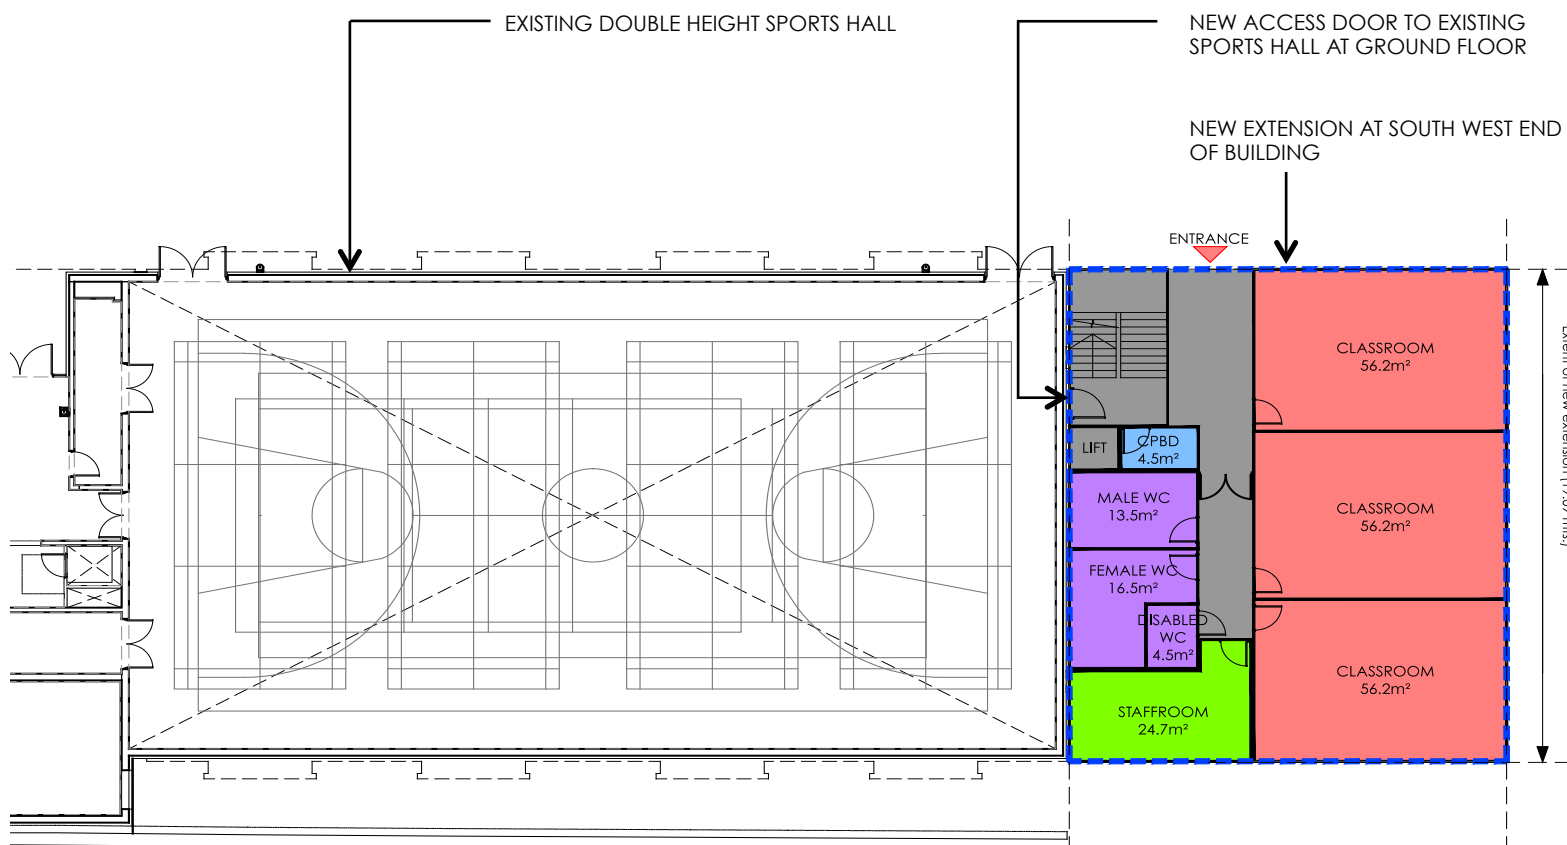 EXISTING DOUBLE HEIGHT SPORTS HALL
NEW ACCESS DOOR TO EXISTING
SPORTS HALL AT GROUND FLOOR
NEW EXTENSION AT SOUTH WEST END
OF BUILDING
ENTRANCE
CLASSROOM
56.2m²
LIFT
CPBD
4.5m²
MALE WC
13.5m²
CLASSROOM
56.2m²
FEMALE WC
16.5m²
DISABLED
WC
4.5m²
CLASSROOM
56.2m²
STAFFROOM
24.7m²